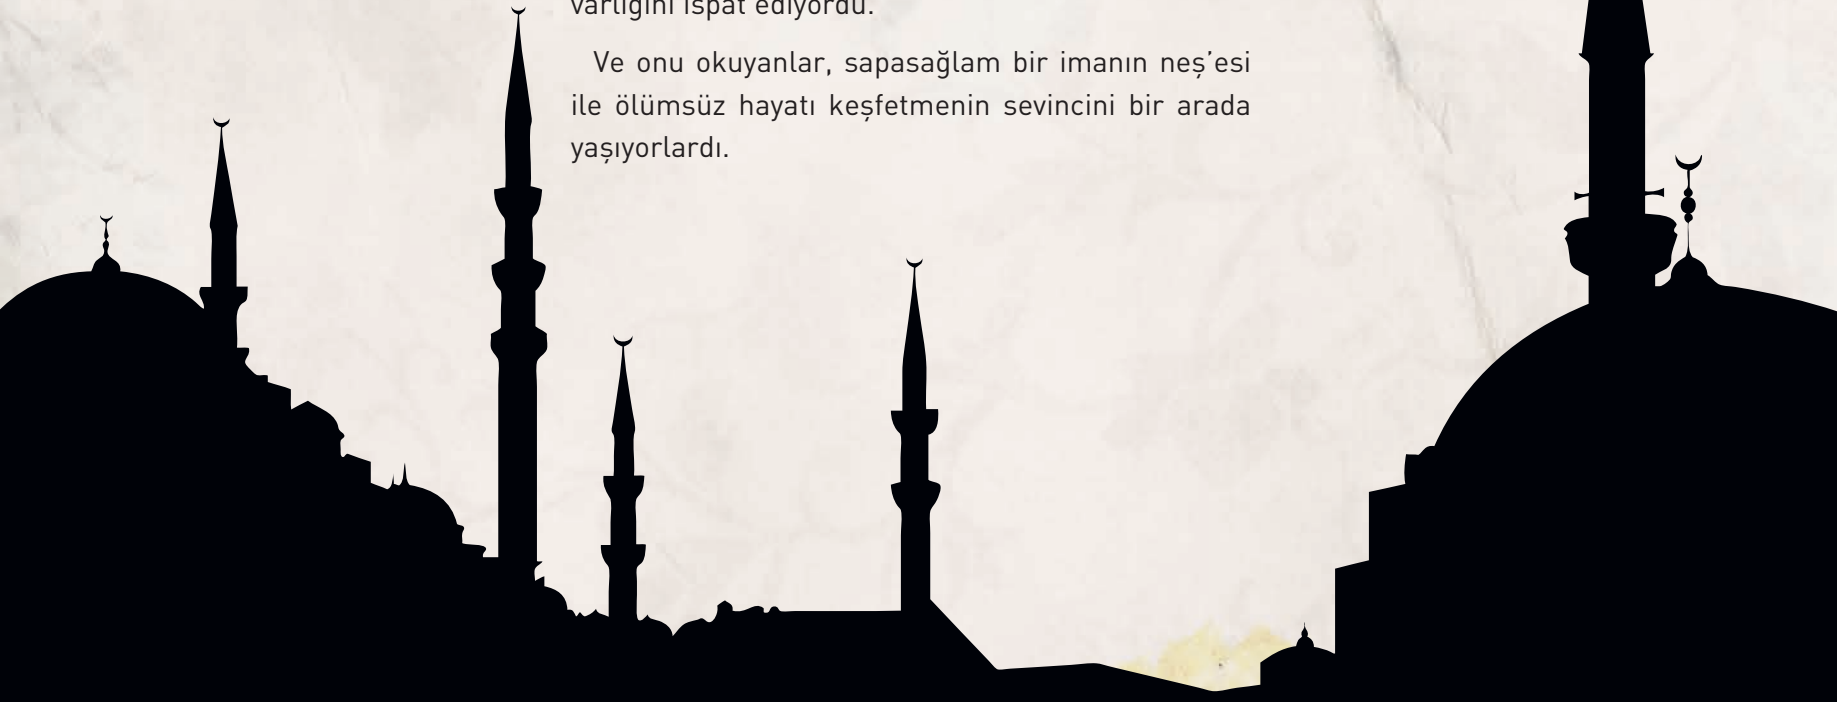 varlığını ispat ediyordu.
Ve onu okuyanlar, sapasağlam bir imanın neş’esi
ile ölümsüz hayatı keşfetmenin sevincini bir arada
yaşıyorlardı.